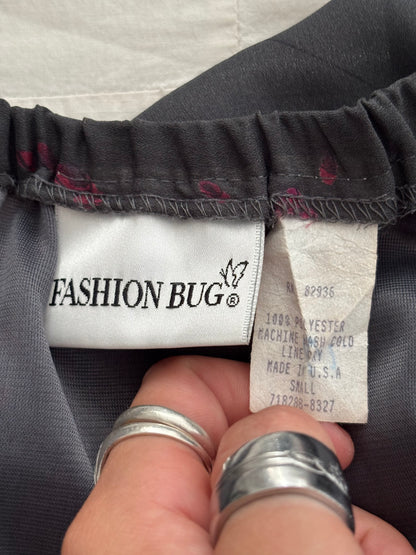 FASHION BUG®
RN 82936
100% POLYESTER
MACHINE WASH COLD
LINE DRY
MADE IN U.S.A
SMALL
718288-8327